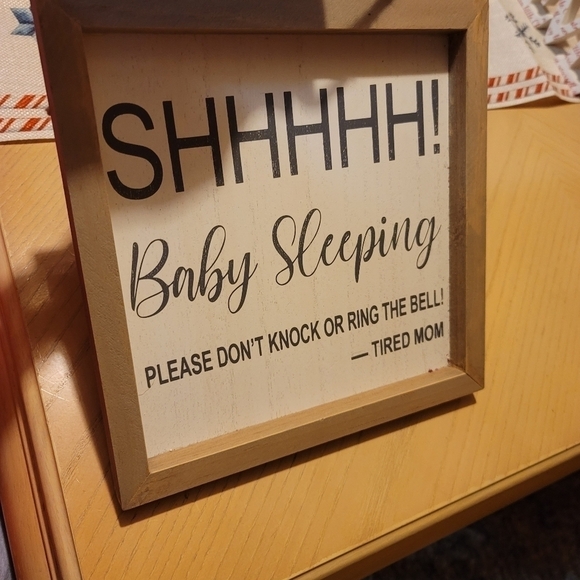 SHHHHH!
Baby Sleeping
PLEASE DON'T KNOCK OR RING THE BELL!
— TIRED MOM